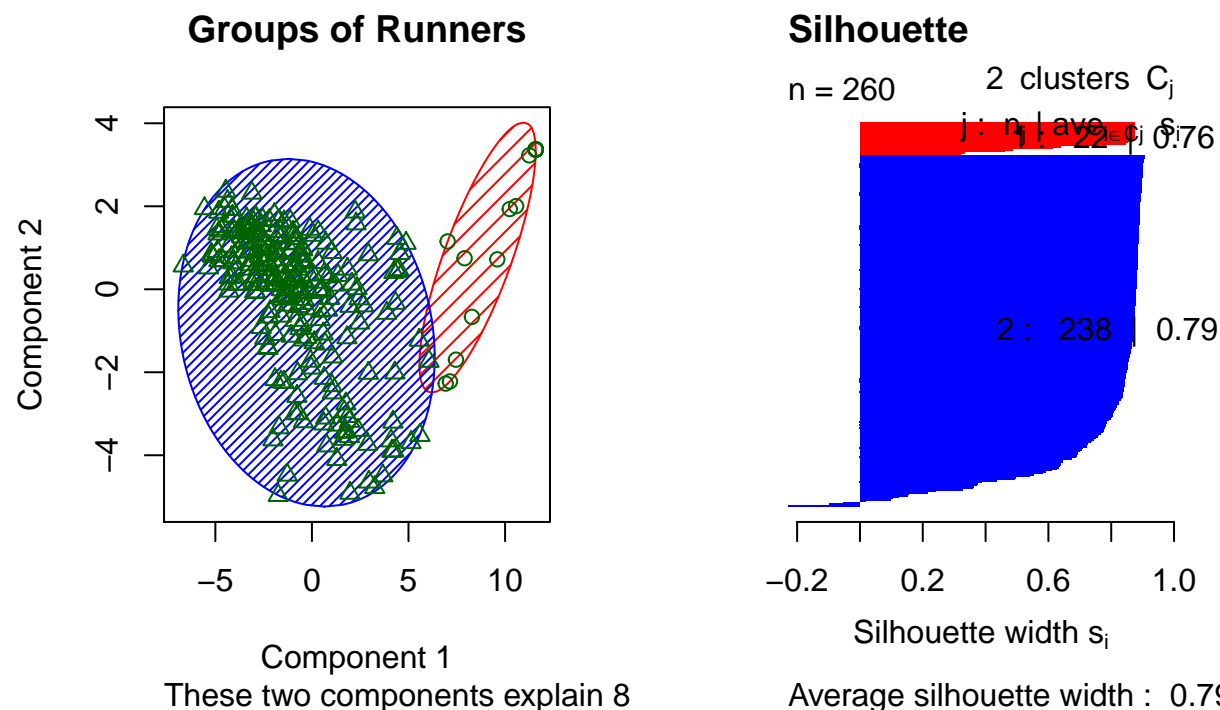 Groups of Runners
Component 2
4
2
0
−2
−4
−5 0 5 10
Component 1
These two components explain 8
Silhouette
n = 260
2 clusters Cj
j : nj | avei∈Cj si
1 : 22 | 0.76
2 : 238 | 0.79
−0.2 0.2 0.6 1.0
Silhouette width si
Average silhouette width : 0.79